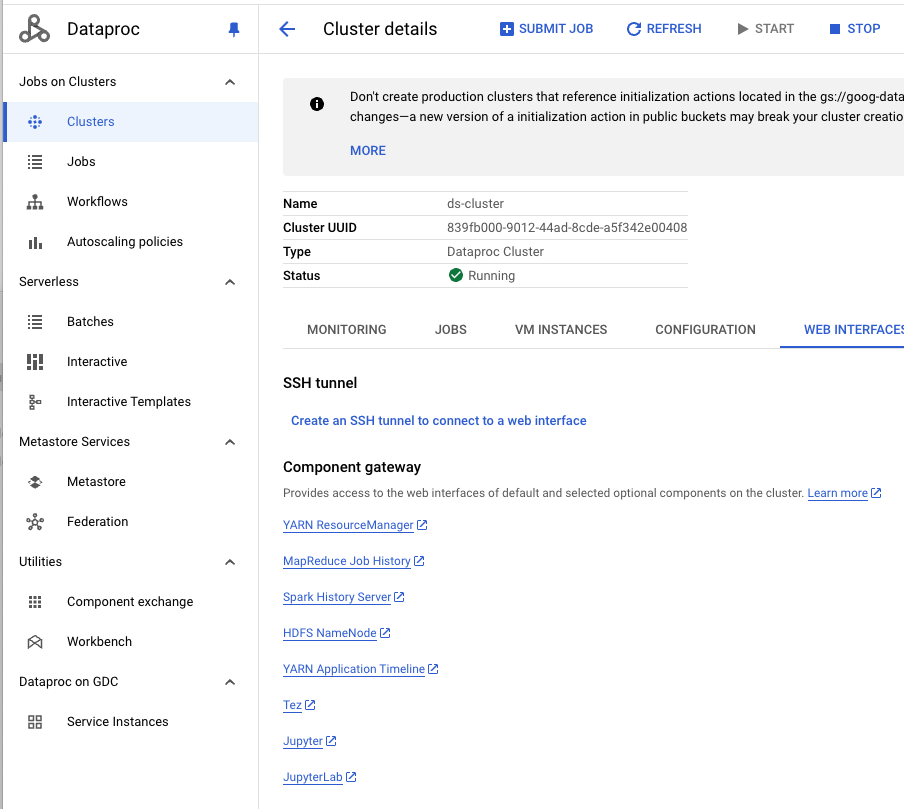 Dataproc
Cluster details
SUBMIT JOB
REFRESH
START
STOP
Jobs on Clusters
Clusters
Jobs
Workflows
Autoscaling policies
Serverless
Batches
Interactive
Interactive Templates
Metastore Services
Metastore
Federation
Utilities
Component exchange
Workbench
Dataproc on GDC
Service Instances
Don't create production clusters that reference initialization actions located in the gs://goog-data
changes—a new version of a initialization action in public buckets may break your cluster creatio
MORE
Name ds-cluster
Cluster UUID 839fb000-9012-44ad-8cde-a5f342e00408
Type Dataproc Cluster
Status Running
MONITORING JOBS VM INSTANCES CONFIGURATION WEB INTERFACES
SSH tunnel
Create an SSH tunnel to connect to a web interface
Component gateway
Provides access to the web interfaces of default and selected optional components on the cluster. Learn more
YARN ResourceManager
MapReduce Job History
Spark History Server
HDFS NameNode
YARN Application Timeline
Tez
Jupyter
JupyterLab